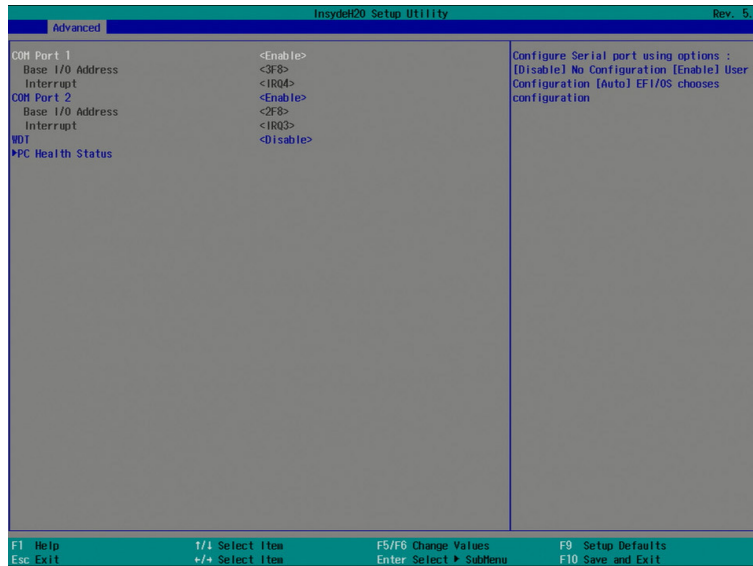 InsydeH2O Setup Utility Rev. 5.
Advanced
COM Port 1 <Enable>
Base I/O Address <3F8>
Interrupt <IRQ4>
COM Port 2 <Enable>
Base I/O Address <2F8>
Interrupt <IRQ3>
WDT <Disable>
►PC Health Status
Configure Serial port using options :
[Disable] No Configuration [Enable] User
Configuration [Auto] EFI/OS chooses
configuration
F1 Help ↑/↓ Select Item F5/F6 Change Values F9 Setup Defaults
Esc Exit ←/→ Select Item Enter Select ► SubMenu F10 Save and Exit